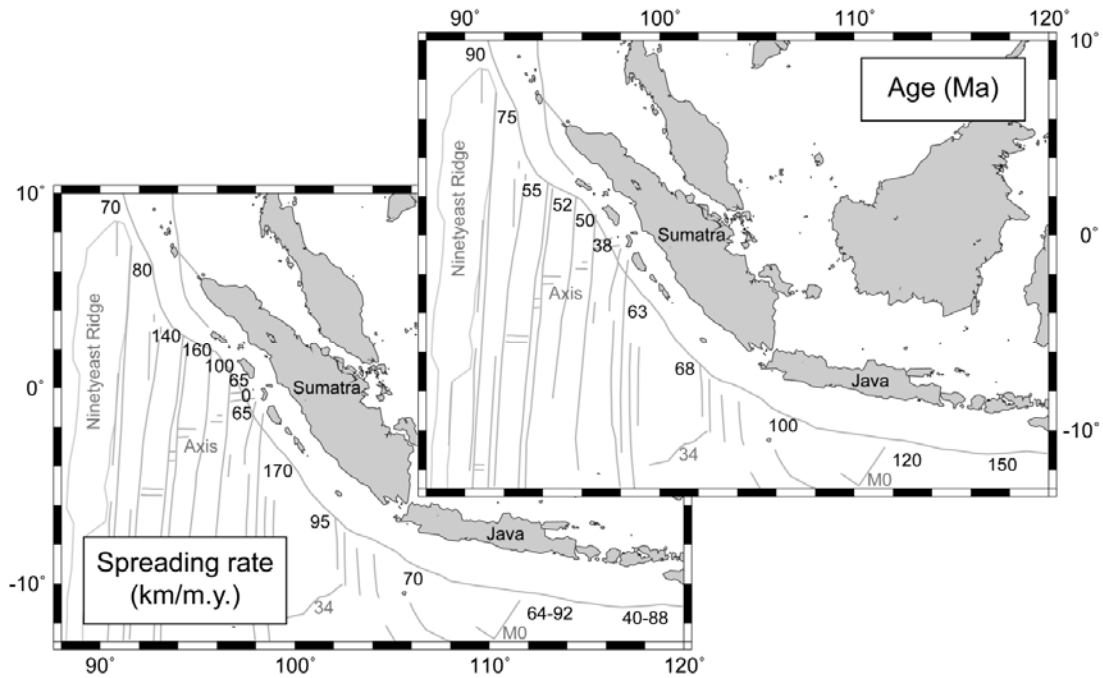 90° 100° 110° 120°
10°
90
Age (Ma)
75
Ninetyeast Ridge
55
52
50
Sumatra
0°
38
Axis
63
68
Java
100
-10°
34
120
150
M0
10°
70
80
Ninetyeast Ridge
140
160
100
65
0°
0
Sumatra
65
Axis
170
95
Java
Spreading rate
(km/m.y.)
70
-10°
34
64-92
40-88
M0
90° 100° 110° 120°